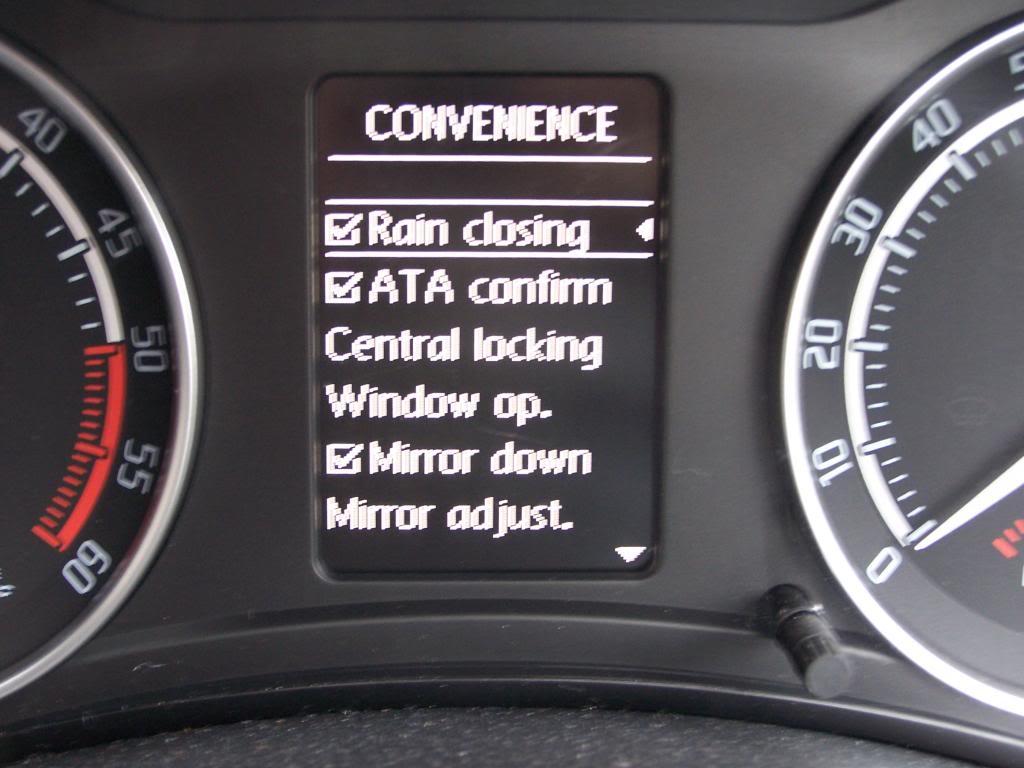 CONVENIENCE
Rain closing
ATA confirm
Central locking
Window op.
Mirror down
Mirror adjust.
40
45
50
55
60
40
30
20
10
0